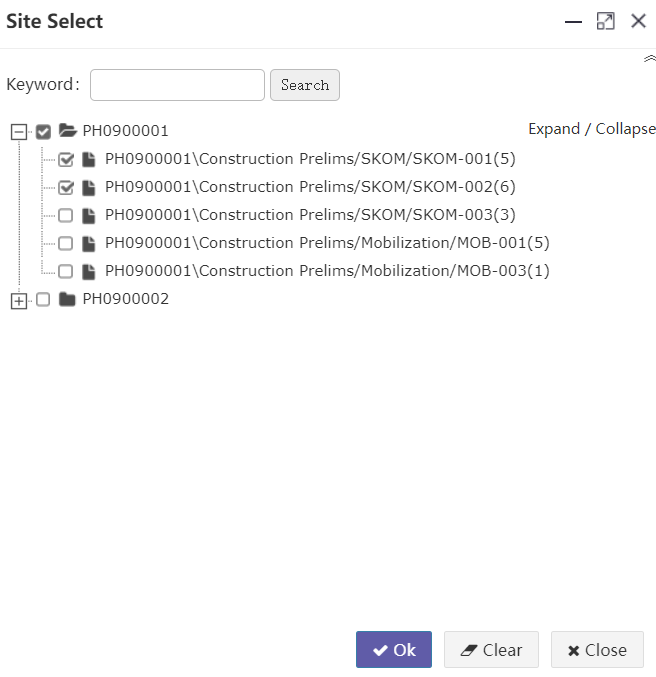 Site Select
Keyword:
Search
Expand / Collapse
PH0900001
PH0900001\Construction Prelims/SKOM/SKOM-001(5)
PH0900001\Construction Prelims/SKOM/SKOM-002(6)
PH0900001\Construction Prelims/SKOM/SKOM-003(3)
PH0900001\Construction Prelims/Mobilization/MOB-001(5)
PH0900001\Construction Prelims/Mobilization/MOB-003(1)
PH0900002
Ok Clear Close